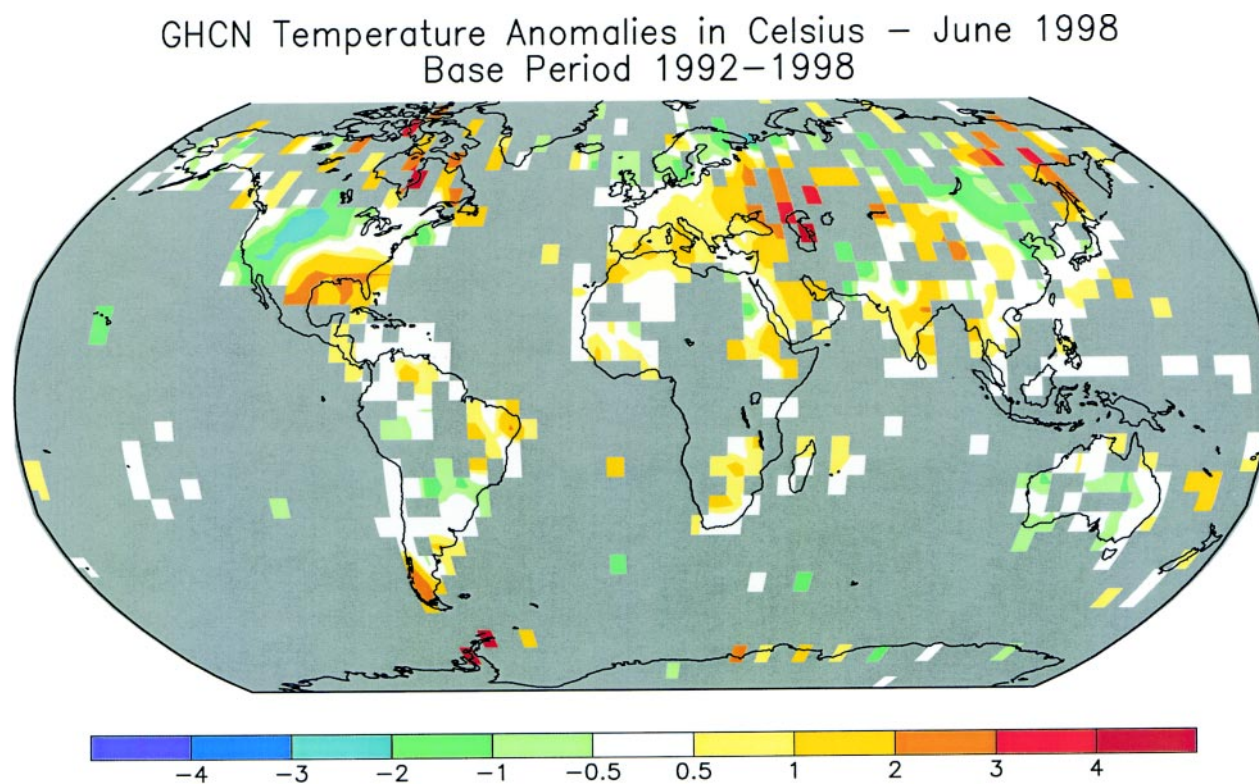 GHCN Temperature Anomalies in Celsius – June 1998
Base Period 1992–1998
−4 −3 −2 −1 −0.5 0.5 1 2 3 4